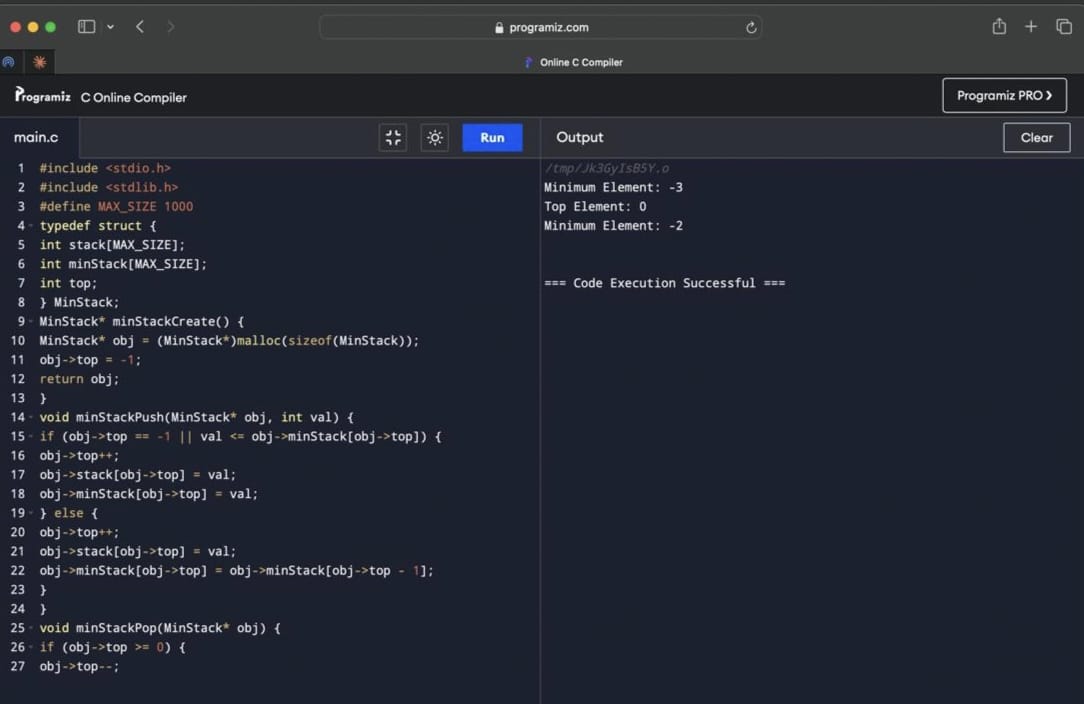 programiz.com
Online C Compiler
Programiz C Online Compiler
Programiz PRO ❯
main.c
Run
Output
Clear
1 #include <stdio.h>
2 #include <stdlib.h>
3 #define MAX_SIZE 1000
4 typedef struct {
5 int stack[MAX_SIZE];
6 int minStack[MAX_SIZE];
7 int top;
8 } MinStack;
9 MinStack* minStackCreate() {
10 MinStack* obj = (MinStack*)malloc(sizeof(MinStack));
11 obj->top = -1;
12 return obj;
13 }
14 void minStackPush(MinStack* obj, int val) {
15 if (obj->top == -1 || val <= obj->minStack[obj->top]) {
16 obj->top++;
17 obj->stack[obj->top] = val;
18 obj->minStack[obj->top] = val;
19 } else {
20 obj->top++;
21 obj->stack[obj->top] = val;
22 obj->minStack[obj->top] = obj->minStack[obj->top - 1];
23 }
24 }
25 void minStackPop(MinStack* obj) {
26 if (obj->top >= 0) {
27 obj->top--;
/tmp/Jk3GyIsB5Y.o
Minimum Element: -3
Top Element: 0
Minimum Element: -2
=== Code Execution Successful ===